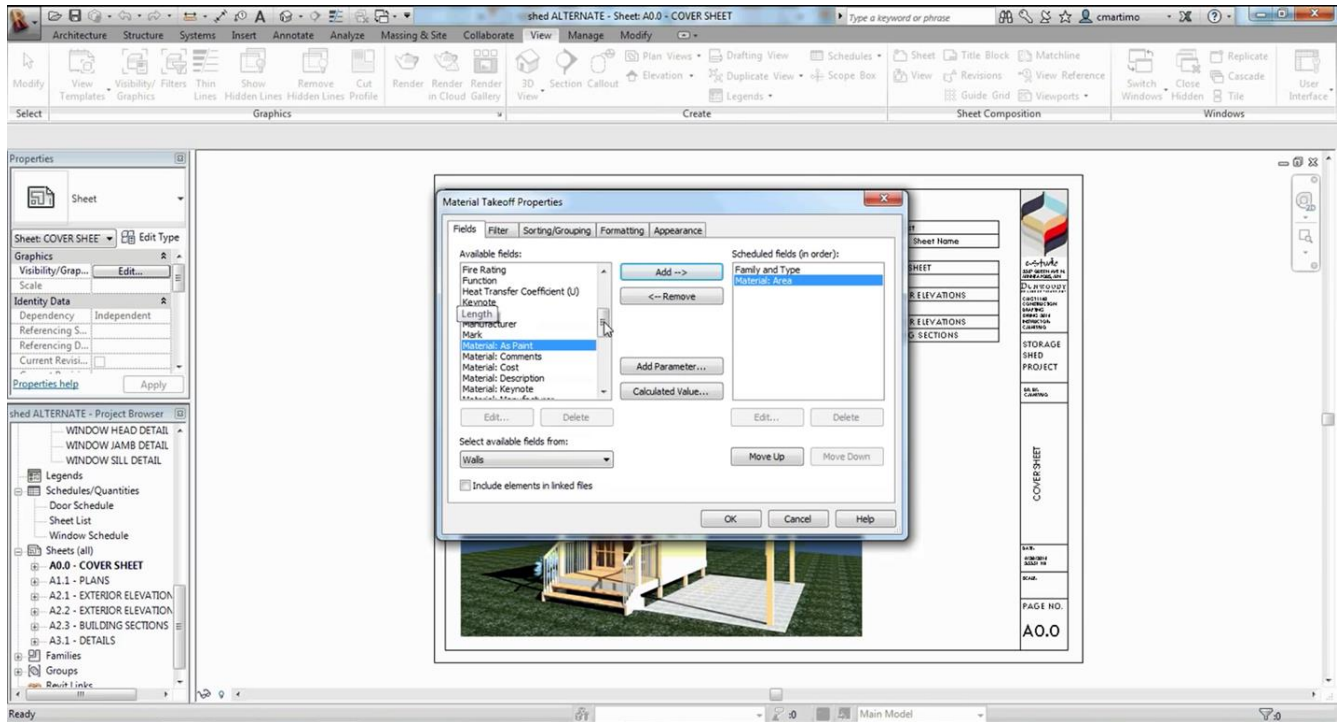 shed ALTERNATE - Sheet: A0.0 - COVER SHEET
Type a keyword or phrase
cmartimo
Architecture Structure Systems Insert Annotate Analyze Massing & Site Collaborate View Manage Modify
Modify
View Templates
Visibility/ Graphics
Filters
Thin Lines
Show Hidden Lines
Remove Hidden Lines
Cut Profile
Render
Render in Cloud
Render Gallery
3D View
Section
Callout
Plan Views
Elevation
Drafting View
Duplicate View
Legends
Schedules
Scope Box
Sheet
View
Title Block
Revisions
Guide Grid
Matchline
View Reference
Viewports
Switch Windows
Close Hidden
Replicate
Cascade
Tile
User Interface
Select
Graphics
Create
Sheet Composition
Windows
Properties
Sheet
Sheet: COVER SHEE
Edit Type
Graphics
Visibility/Grap... Edit...
Scale
Identity Data
Dependency Independent
Referencing S...
Referencing D...
Current Revisi...
Properties help
Apply
shed ALTERNATE - Project Browser
WINDOW HEAD DETAIL
WINDOW JAMB DETAIL
WINDOW SILL DETAIL
Legends
Schedules/Quantities
Door Schedule
Sheet List
Window Schedule
Sheets (all)
A0.0 - COVER SHEET
A1.1 - PLANS
A2.1 - EXTERIOR ELEVATION
A2.2 - EXTERIOR ELEVATION
A2.3 - BUILDING SECTIONS
A3.1 - DETAILS
Families
Groups
Revit Links
Ready
Material Takeoff Properties
Fields Filter Sorting/Grouping Formatting Appearance
Available fields:
Fire Rating
Function
Heat Transfer Coefficient (U)
Keynote
Length
Manufacturer
Mark
Material: As Paint
Material: Comments
Material: Cost
Material: Description
Material: Keynote
Material: Manufacturer
Add -->
<-- Remove
Add Parameter...
Calculated Value...
Scheduled fields (in order):
Family and Type
Material: Area
Edit...
Delete
Edit...
Delete
Select available fields from:
Walls
Move Up
Move Down
Include elements in linked files
OK
Cancel
Help
Sheet Name
SHEET
R ELEVATIONS
R ELEVATIONS
G SECTIONS
STORAGE
SHED
PROJECT
COVER SHEET
PAGE NO.
A0.0
:0
Main Model
:0